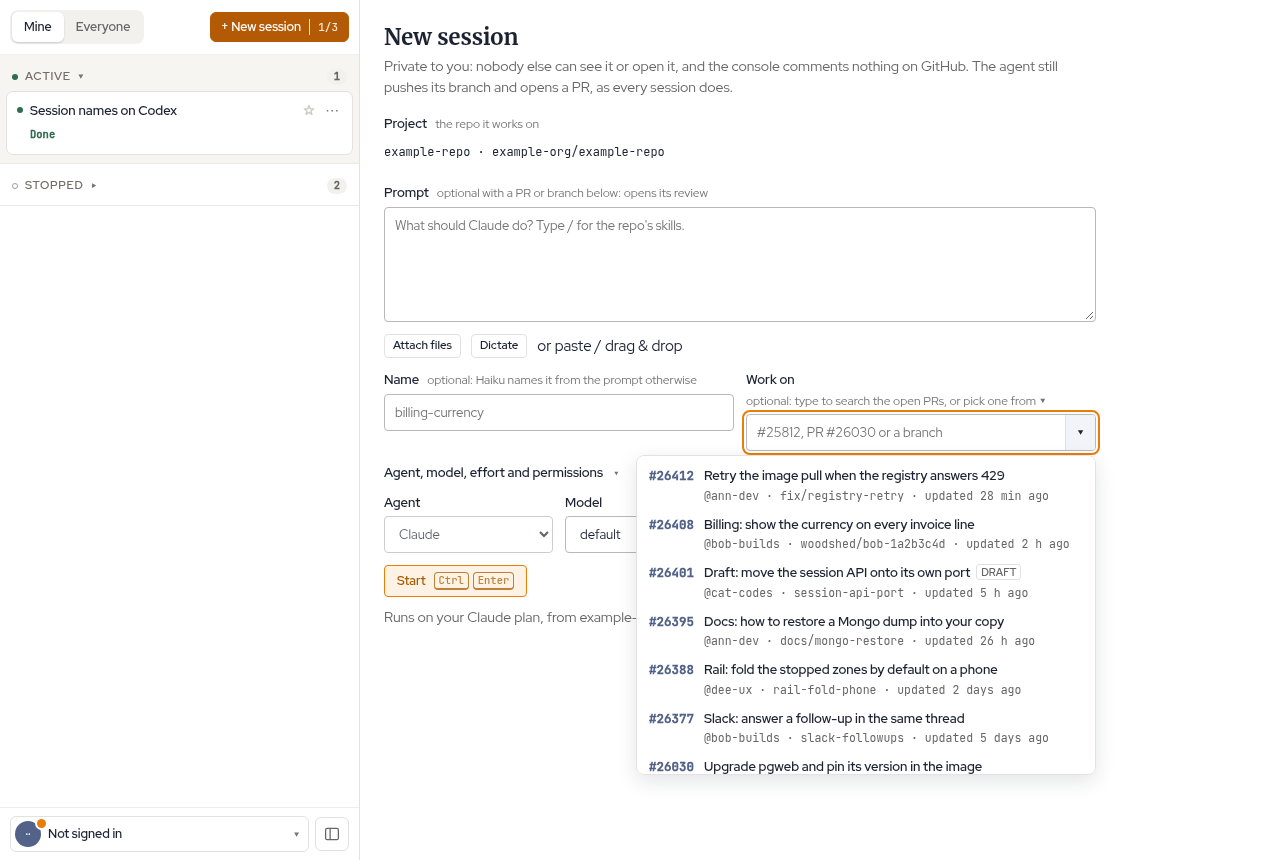 Mine
Everyone
+ New session
1/3
ACTIVE
1
Session names on Codex
Done
STOPPED
2
Not signed in
New session
Private to you: nobody else can see it or open it, and the console comments nothing on GitHub. The agent still
pushes its branch and opens a PR, as every session does.
Project the repo it works on
example-repo · example-org/example-repo
Prompt optional with a PR or branch below: opens its review
What should Claude do? Type / for the repo's skills.
Attach files
Dictate
or paste / drag & drop
Name optional: Haiku names it from the prompt otherwise
billing-currency
Work on
optional: type to search the open PRs, or pick one from ▾
#25812, PR #26030 or a branch
Agent, model, effort and permissions
Agent
Claude
Model
default
Start Ctrl Enter
Runs on your Claude plan, from example-
#26412 Retry the image pull when the registry answers 429
@ann-dev · fix/registry-retry · updated 28 min ago
#26408 Billing: show the currency on every invoice line
@bob-builds · woodshed/bob-1a2b3c4d · updated 2 h ago
#26401 Draft: move the session API onto its own port DRAFT
@cat-codes · session-api-port · updated 5 h ago
#26395 Docs: how to restore a Mongo dump into your copy
@ann-dev · docs/mongo-restore · updated 26 h ago
#26388 Rail: fold the stopped zones by default on a phone
@dee-ux · rail-fold-phone · updated 2 days ago
#26377 Slack: answer a follow-up in the same thread
@bob-builds · slack-followups · updated 5 days ago
#26030 Upgrade pgweb and pin its version in the image